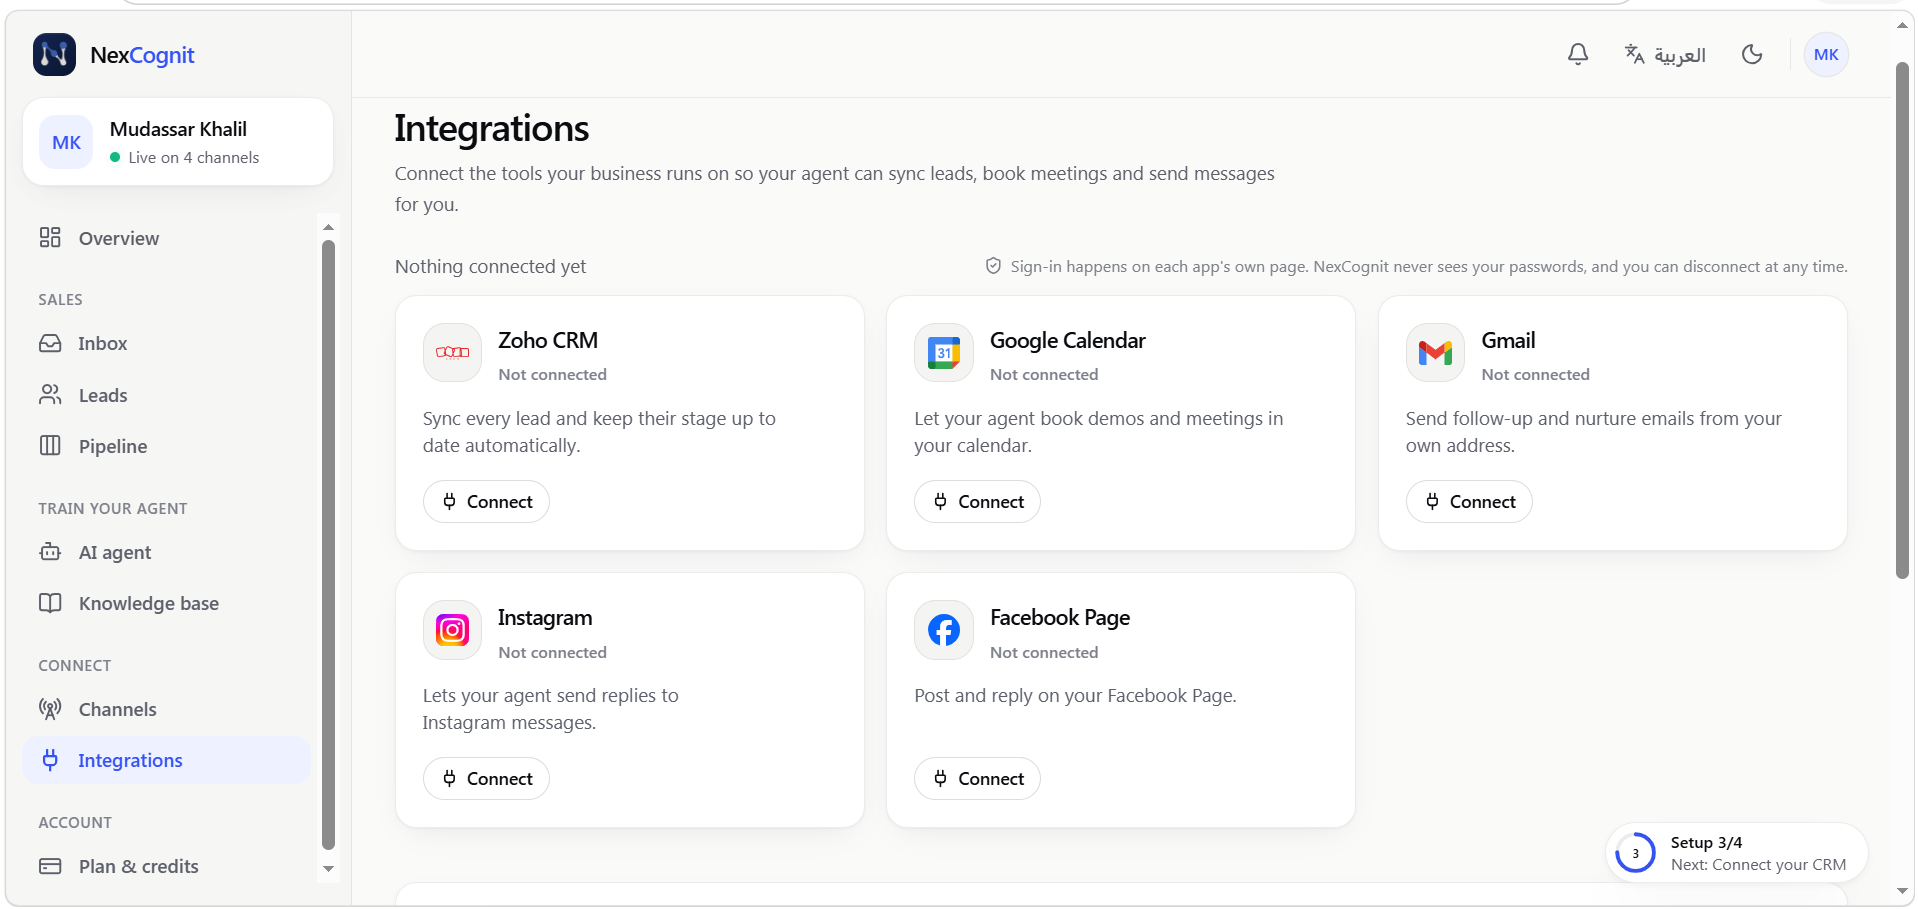 NexCognit
العربية
MK
MK
Mudassar Khalil
Live on 4 channels
Overview
SALES
Inbox
Leads
Pipeline
TRAIN YOUR AGENT
AI agent
Knowledge base
CONNECT
Channels
Integrations
ACCOUNT
Plan & credits
Integrations
Connect the tools your business runs on so your agent can sync leads, book meetings and send messages
for you.
Nothing connected yet
Sign-in happens on each app's own page. NexCognit never sees your passwords, and you can disconnect at any time.
Zoho CRM
Not connected
Sync every lead and keep their stage up to
date automatically.
Connect
31
Google Calendar
Not connected
Let your agent book demos and meetings in
your calendar.
Connect
Gmail
Not connected
Send follow-up and nurture emails from your
own address.
Connect
Instagram
Not connected
Lets your agent send replies to
Instagram messages.
Connect
Facebook Page
Not connected
Post and reply on your Facebook Page.
Connect
3
Setup 3/4
Next: Connect your CRM